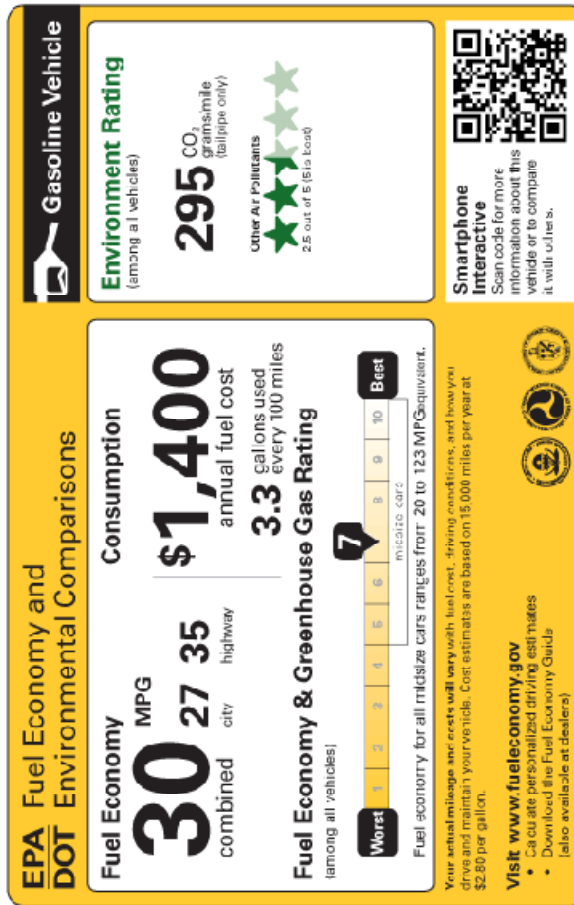 EPA Fuel Economy and
DOT Environmental Comparisons
Gasoline Vehicle
Fuel Economy
30
MPG
27 35
combined
city highway
Consumption
$1,400
annual fuel cost
3.3 gallons used
every 100 miles
Fuel Economy & Greenhouse Gas Rating
(among all vehicles)
Worst 1 2 3 4 5 6 7 8 9 10 Best
midsize cars
Fuel economy for all midsize cars ranges from 20 to 123 MPGequivalent.
Environment Rating
(among all vehicles)
295 CO2
grams/mile
(tailpipe only)
Other Air Pollutants
2.5 out of 5 (5 is best)
Your actual mileage and costs will vary with fuel cost, driving conditions, and how you
drive and maintain your vehicle. Cost estimates are based on 15,000 miles per year at
$2.80 per gallon.
Visit www.fueleconomy.gov
• Calculate personalized driving estimates
• Download the Fuel Economy Guide
(also available at dealers)
Smartphone
Interactive
Scan code for more
information about this
vehicle or to compare
it with others.